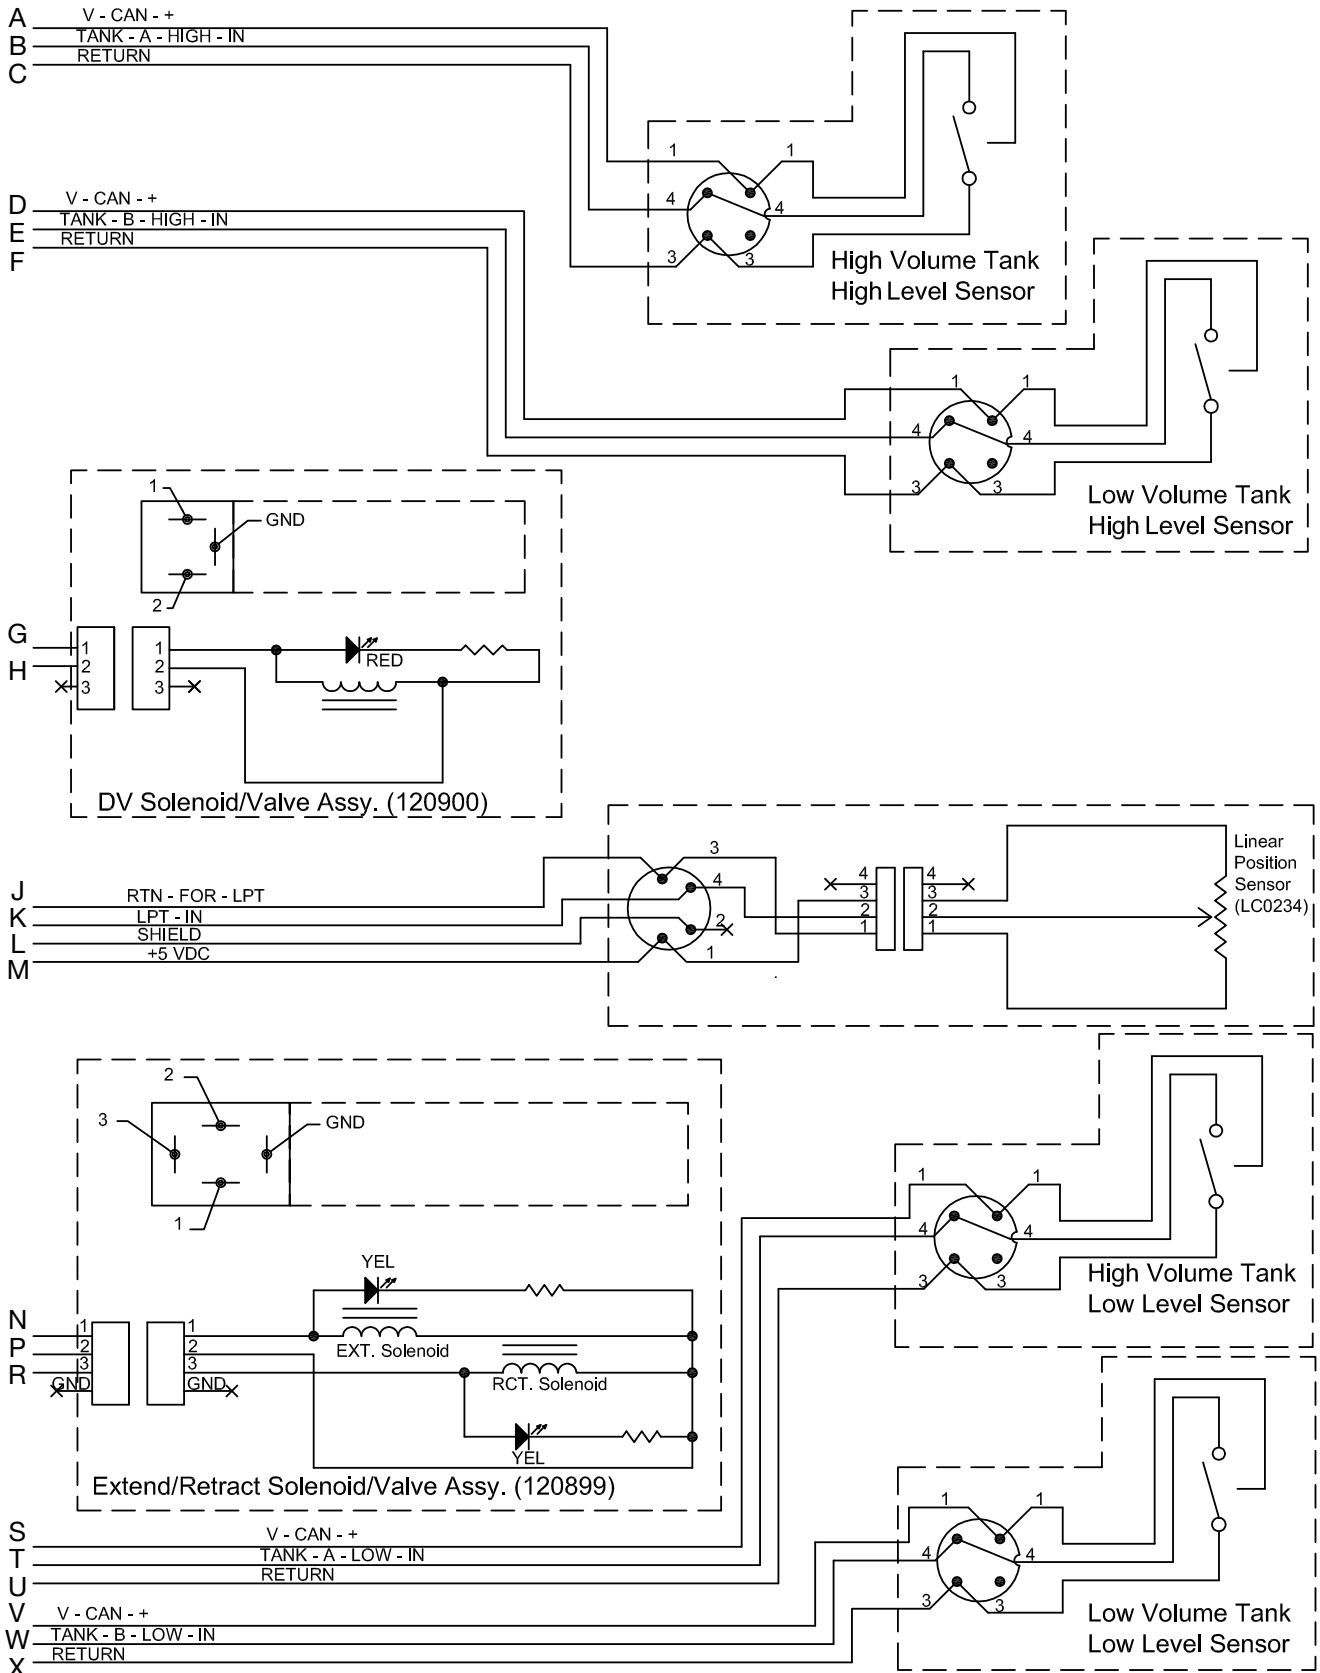 A
V - CAN - +
B
TANK - A - HIGH - IN
C
RETURN
1
1
4
4
3
3
High Volume Tank
High Level Sensor
D
V - CAN - +
E
TANK - B - HIGH - IN
F
RETURN
1
1
4
4
3
3
Low Volume Tank
High Level Sensor
1
GND
2
G
H
1
2
3
1
2
3
RED
DV Solenoid/Valve Assy. (120900)
J
RTN - FOR - LPT
K
LPT - IN
L
SHIELD
M
+5 VDC
3
4
2
1
4
3
2
1
4
3
2
1
Linear
Position
Sensor
(LC0234)
2
3
GND
1
YEL
EXT. Solenoid
RCT. Solenoid
YEL
N
P
R
1
2
3
GND
1
2
3
GND
Extend/Retract Solenoid/Valve Assy. (120899)
1
1
4
4
3
3
High Volume Tank
Low Level Sensor
S
V - CAN - +
T
TANK - A - LOW - IN
U
RETURN
V
V - CAN - +
W
TANK - B - LOW - IN
X
RETURN
1
1
4
4
3
3
Low Volume Tank
Low Level Sensor